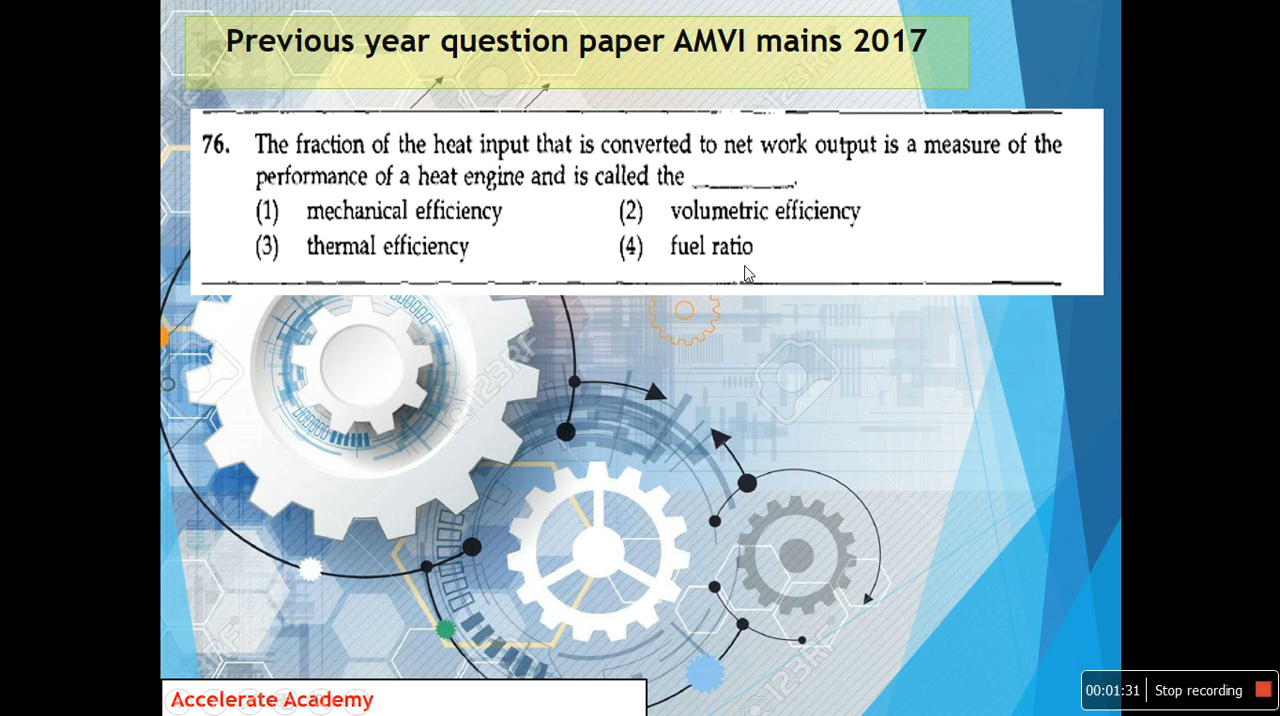 Previous year question paper AMVI mains 2017
76. The fraction of the heat input that is converted to net work output is a measure of the
performance of a heat engine and is called the _________.
(1) mechanical efficiency (2) volumetric efficiency
(3) thermal efficiency (4) fuel ratio
Accelerate Academy
00:01:31 Stop recording